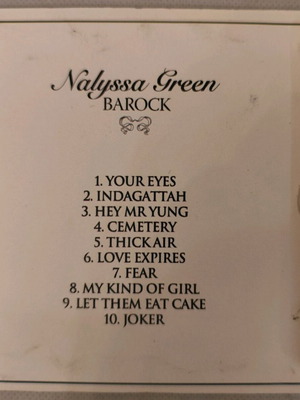 Nalyssa Green
BAROCK
1. YOUR EYES
2. INDAGATTAH
3. HEY MR YUNG
4. CEMETERY
5. THICK AIR
6. LOVE EXPIRES
7. FEAR
8. MY KIND OF GIRL
9. LET THEM EAT CAKE
10. JOKER